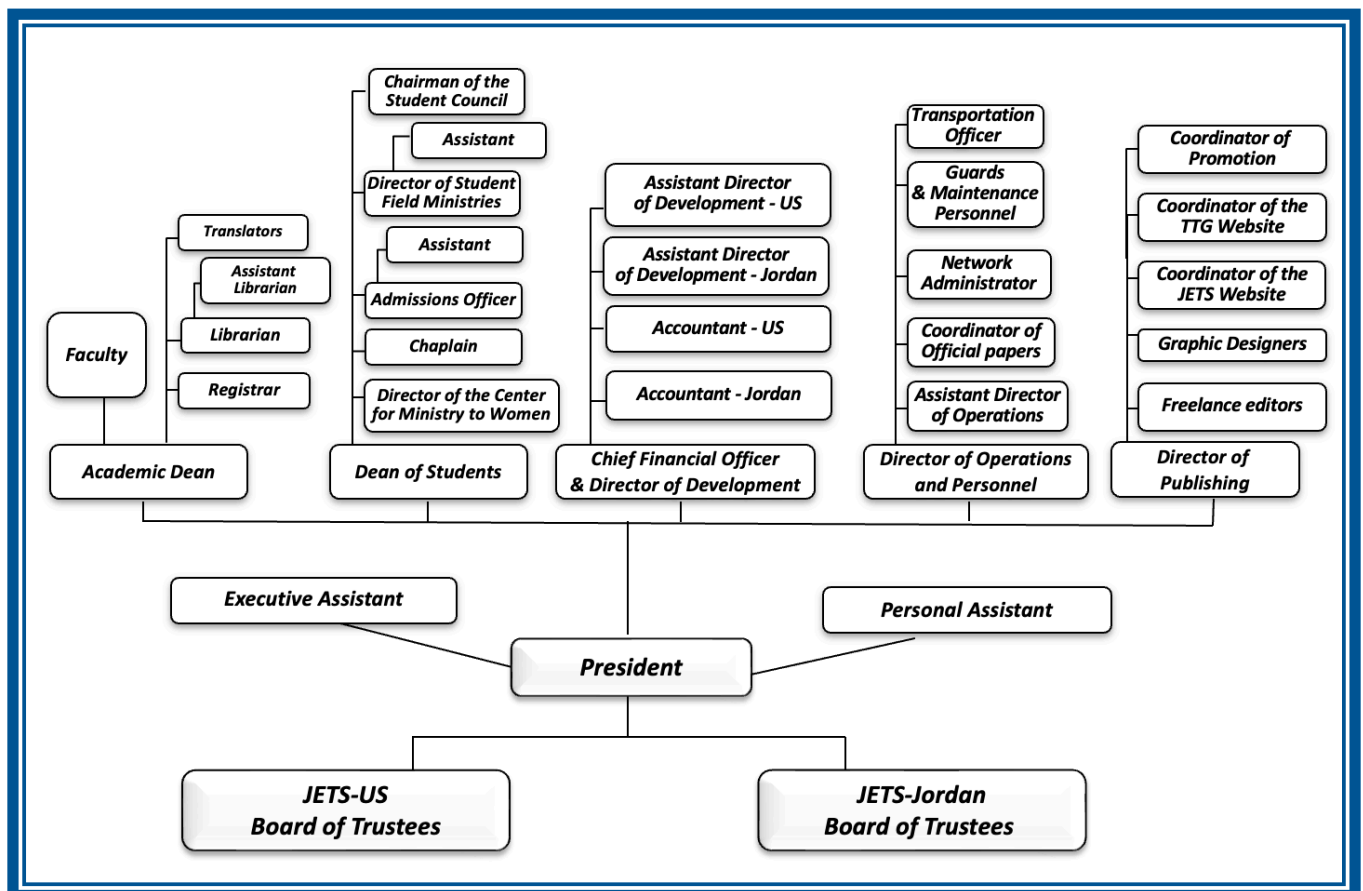 Chairman of the
Student Council
Assistant
Director of Student
Field Ministries
Assistant
Admissions Officer
Chaplain
Director of the Center
for Ministry to Women
Dean of Students
Translators
Assistant
Librarian
Librarian
Registrar
Faculty
Academic Dean
Assistant Director
of Development - US
Assistant Director
of Development - Jordan
Accountant - US
Accountant - Jordan
Chief Financial Officer
& Director of Development
Transportation
Officer
Guards
& Maintenance
Personnel
Network
Administrator
Coordinator of
Official papers
Assistant Director
of Operations
Director of Operations
and Personnel
Coordinator of
Promotion
Coordinator of the
TTG Website
Coordinator of the
JETS Website
Graphic Designers
Freelance editors
Director of
Publishing
Executive Assistant
Personal Assistant
President
JETS-US
Board of Trustees
JETS-Jordan
Board of Trustees